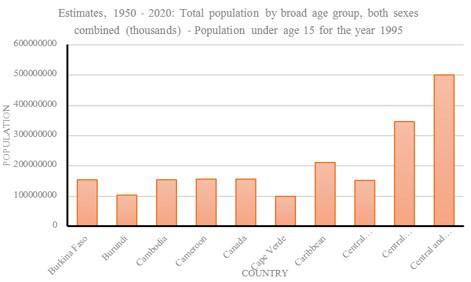 Estimates, 1950 - 2020: Total population by broad age group, both sexes
combined (thousands) - Population under age 15 for the year 1995
600000000
500000000
400000000
300000000
200000000
100000000
0
POPULATION
Burkina Faso
Burundi
Cambodia
Cameroon
Canada
Cape Verde
Caribbean
Central...
Central...
Central and...
COUNTRY